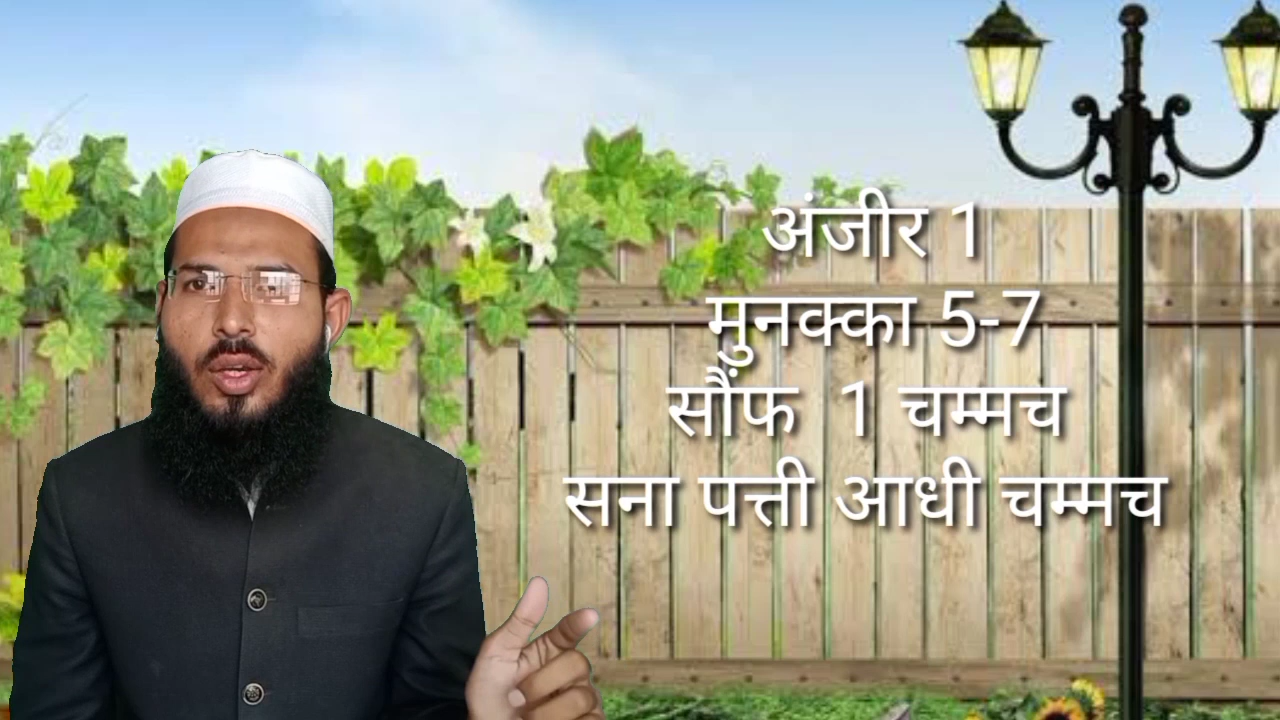 अंजीर 1
मुनक्का 5-7
सौंफ 1 चम्मच
सना पत्ती आधी चम्मच